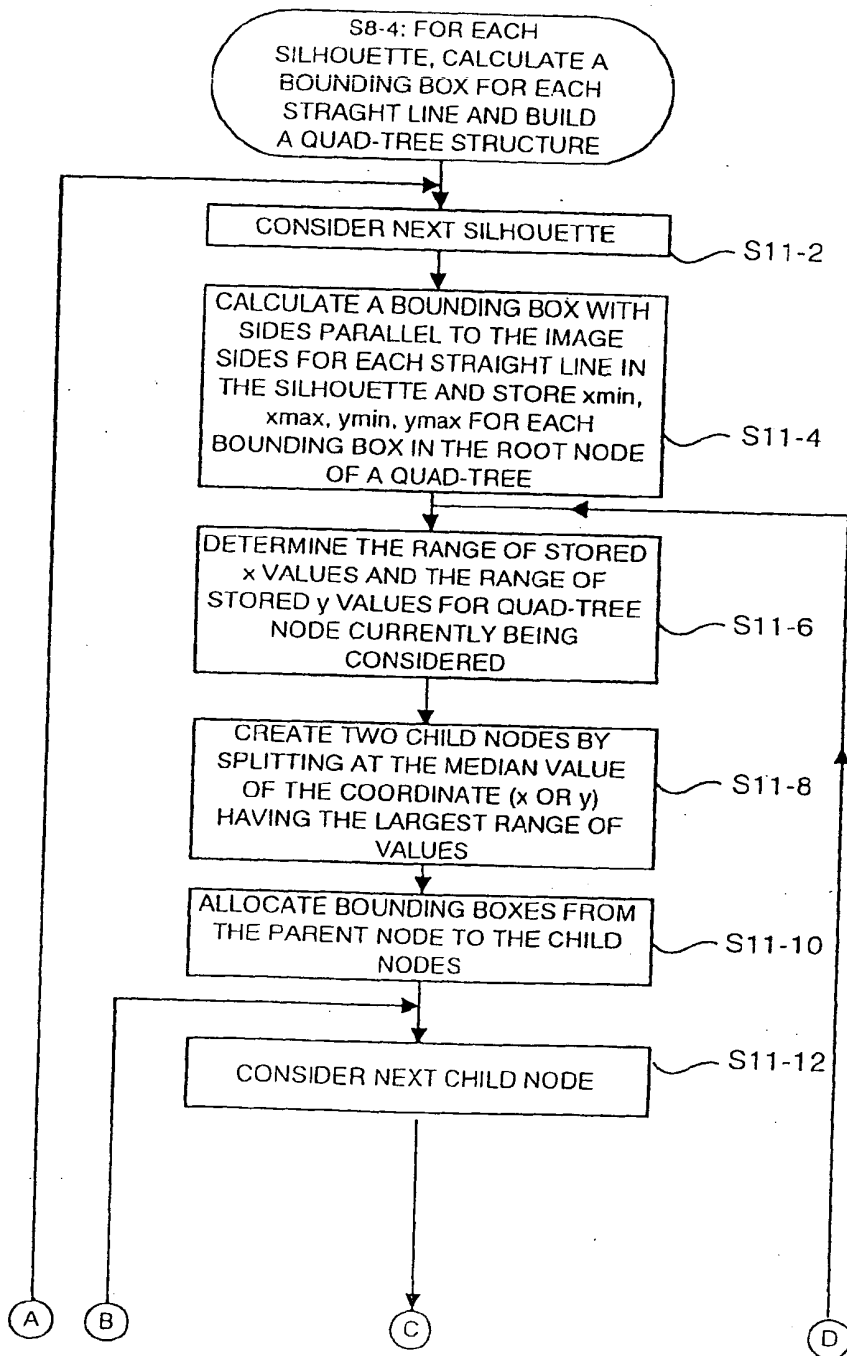 S8-4: FOR EACH
SILHOUETTE, CALCULATE A
BOUNDING BOX FOR EACH
STRAGHT LINE AND BUILD
A QUAD-TREE STRUCTURE
CONSIDER NEXT SILHOUETTE
S11-2
CALCULATE A BOUNDING BOX WITH
SIDES PARALLEL TO THE IMAGE
SIDES FOR EACH STRAIGHT LINE IN
THE SILHOUETTE AND STORE xmin,
xmax, ymin, ymax FOR EACH
BOUNDING BOX IN THE ROOT NODE
OF A QUAD-TREE
S11-4
DETERMINE THE RANGE OF STORED
x VALUES AND THE RANGE OF
STORED y VALUES FOR QUAD-TREE
NODE CURRENTLY BEING
CONSIDERED
S11-6
CREATE TWO CHILD NODES BY
SPLITTING AT THE MEDIAN VALUE
OF THE COORDINATE (x OR y)
HAVING THE LARGEST RANGE OF
VALUES
S11-8
ALLOCATE BOUNDING BOXES FROM
THE PARENT NODE TO THE CHILD
NODES
S11-10
CONSIDER NEXT CHILD NODE
S11-12
A
B
C
D